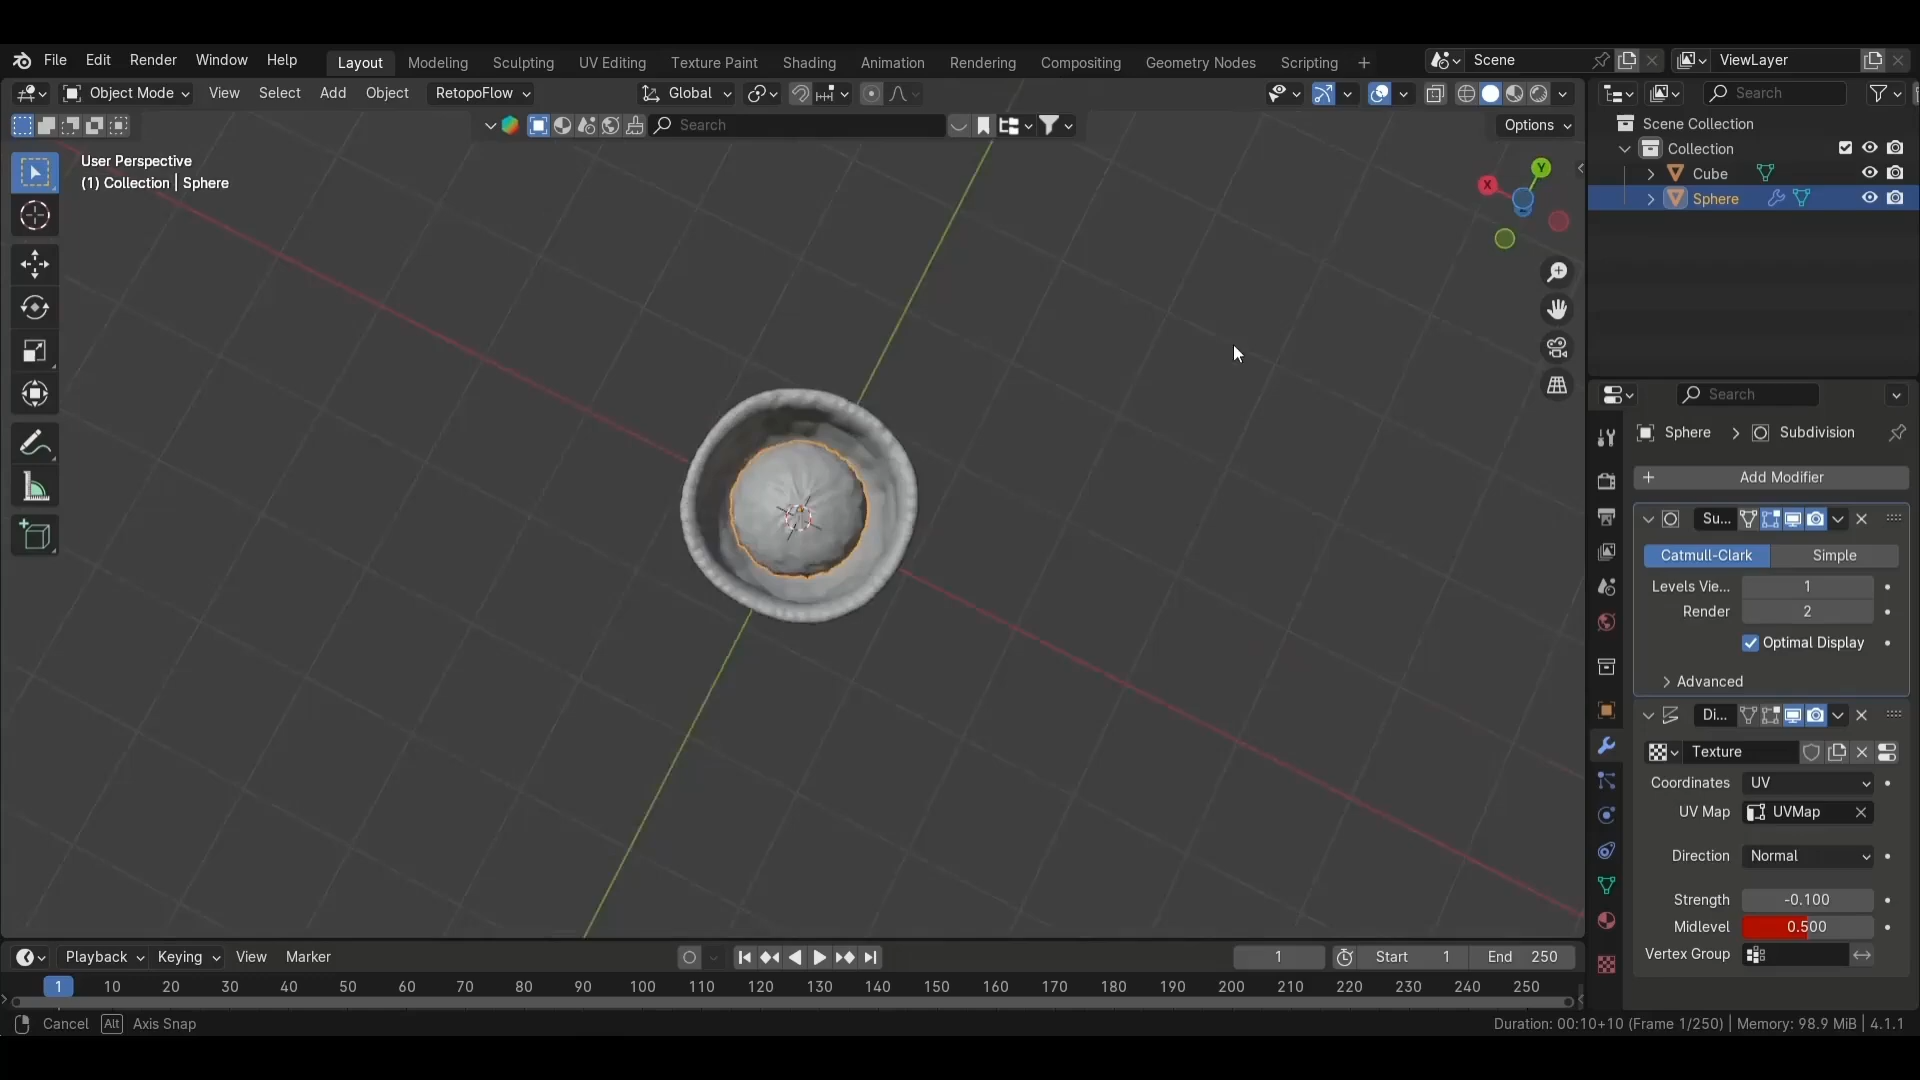 File Edit Render Window Help Layout Modeling Sculpting UV Editing Texture Paint Shading Animation Rendering Compositing Geometry Nodes Scripting + Scene ViewLayer
Object Mode View Select Add Object RetopoFlow Global Search
Search Options
User Perspective
(1) Collection | Sphere
X
Y
Scene Collection
Collection
Cube
Sphere
Search
Sphere > Subdivision
+ Add Modifier
Su...
Catmull-Clark Simple
Levels Vie... 1
Render 2
Optimal Display
Advanced
Di...
Texture
Coordinates UV
UV Map UVMap
Direction Normal
Strength -0.100
Midlevel 0.500
Vertex Group
Playback Keying View Marker 1 Start 1 End 250
1 10 20 30 40 50 60 70 80 90 100 110 120 130 140 150 160 170 180 190 200 210 220 230 240 250
Cancel Alt Axis Snap Duration: 00:10+10 (Frame 1/250) | Memory: 98.9 MiB | 4.1.1